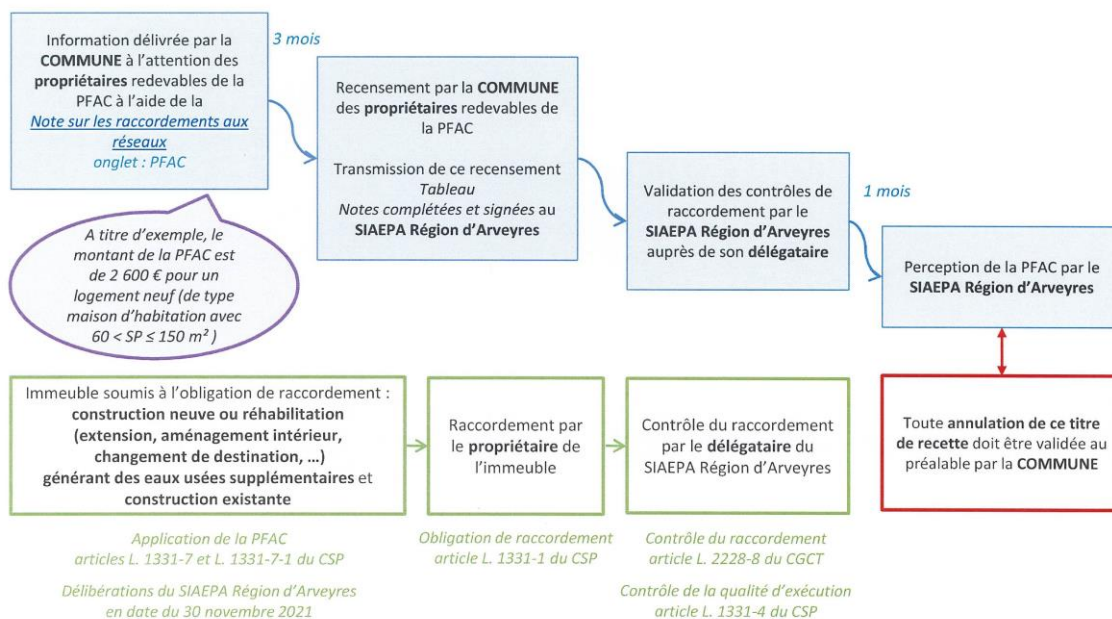 Information délivrée par la
COMMUNE à l'attention des
propriétaires redevables de la
PFAC à l'aide de la
Note sur les raccordements aux
réseaux
onglet : PFAC
3 mois
Recensement par la COMMUNE
des propriétaires redevables de
la PFAC
Transmission de ce recensement
Tableau
Notes complétées et signées au
SIAEPA Région d'Arveyres
Validation des contrôles de
raccordement par le
SIAEPA Région d'Arveyres
auprès de son délégataire
1 mois
Perception de la PFAC par le
SIAEPA Région d'Arveyres
A titre d'exemple, le
montant de la PFAC est
de 2 600 € pour un
logement neuf (de type
maison d'habitation avec
60 < SP ≤ 150 m² )
Immeuble soumis à l'obligation de raccordement :
construction neuve ou réhabilitation
(extension, aménagement intérieur,
changement de destination, ...)
générant des eaux usées supplémentaires et
construction existante
Raccordement par
le propriétaire de
l'immeuble
Contrôle du raccordement
par le délégataire du
SIAEPA Région d'Arveyres
Toute annulation de ce titre
de recette doit être validée au
préalable par la COMMUNE
Application de la PFAC
articles L. 1331-7 et L. 1331-7-1 du CSP
Délibérations du SIAEPA Région d'Arveyres
en date du 30 novembre 2021
Obligation de raccordement
article L. 1331-1 du CSP
Contrôle du raccordement
article L. 2228-8 du CGCT
Contrôle de la qualité d'exécution
article L. 1331-4 du CSP